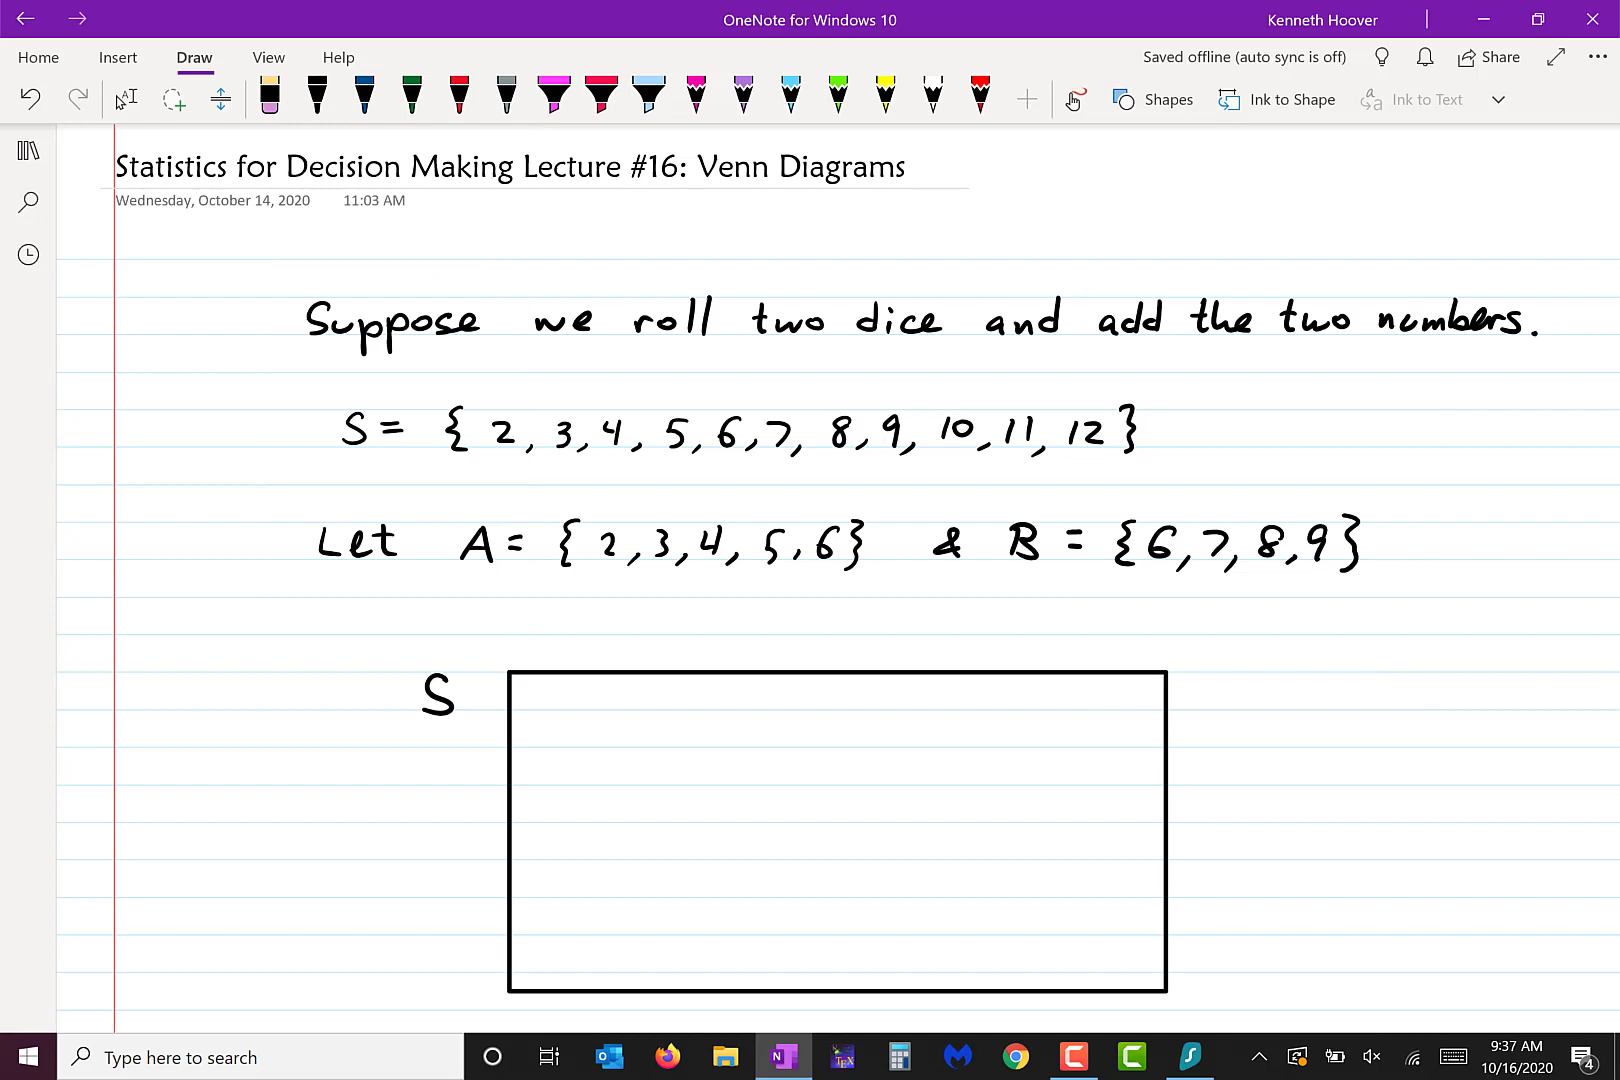 OneNote for Windows 10
Kenneth Hoover
Home Insert Draw View Help
Saved offline (auto sync is off) Share
Shapes Ink to Shape Ink to Text
Statistics for Decision Making Lecture #16: Venn Diagrams
Wednesday, October 14, 2020 11:03 AM
Suppose we roll two dice and add the two numbers.
S = { 2, 3, 4, 5, 6, 7, 8, 9, 10, 11, 12 }
Let A = { 2, 3, 4, 5, 6 } & B = { 6, 7, 8, 9 }
S
Type here to search
9:37 AM
10/16/2020
4